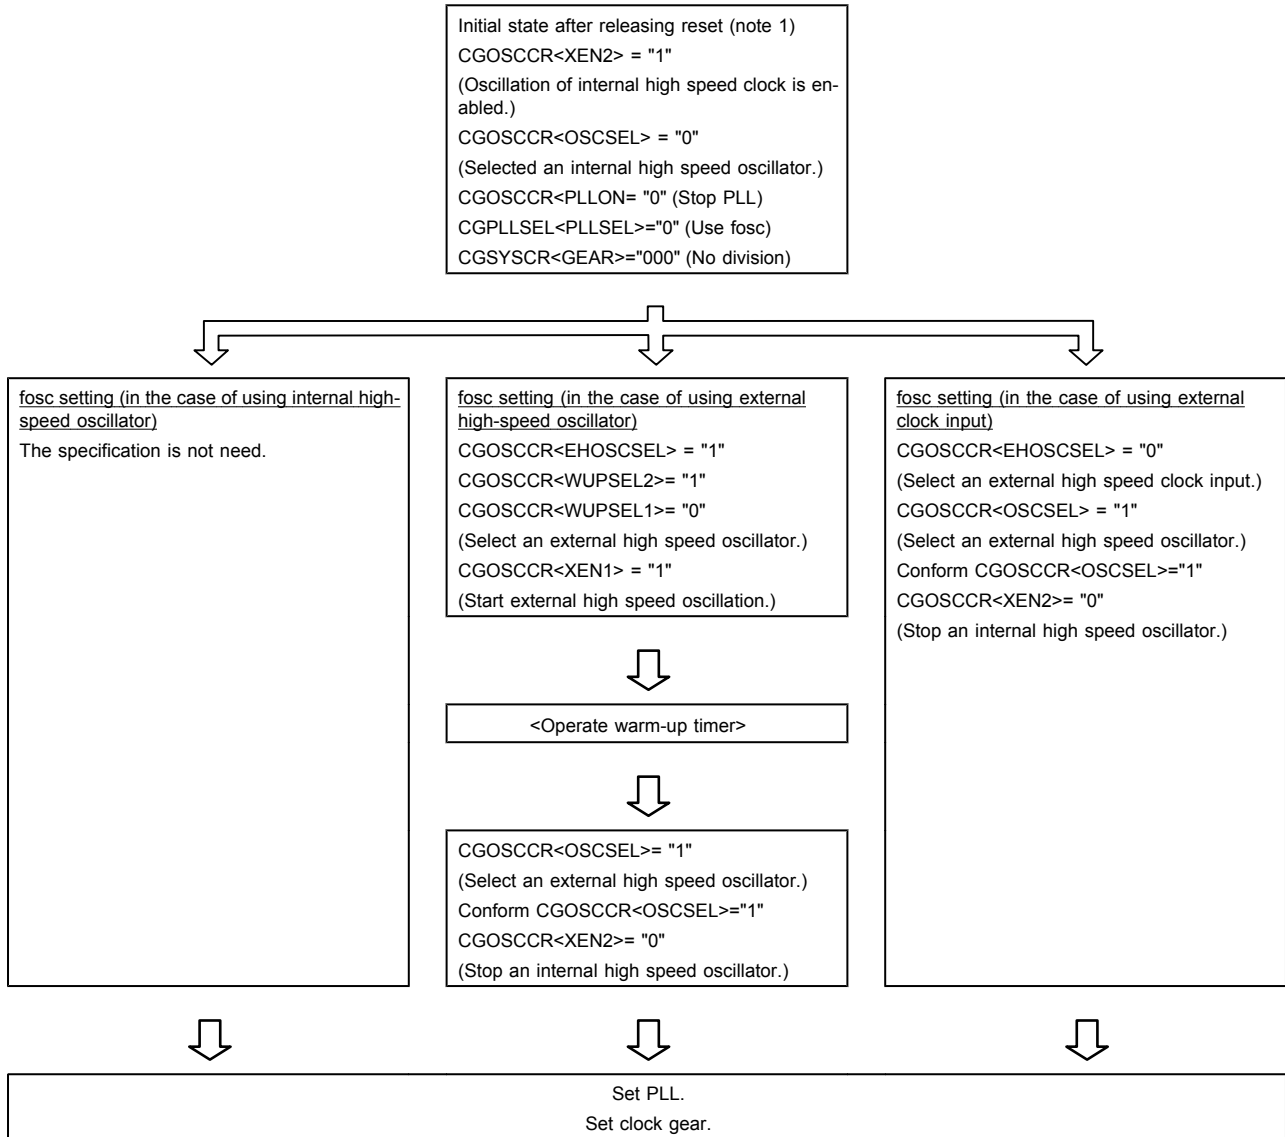 Initial state after releasing reset (note 1)
CGOSCCR<XEN2> = "1"
(Oscillation of internal high speed clock is en-
abled.)
CGOSCCR<OSCSEL> = "0"
(Selected an internal high speed oscillator.)
CGOSCCR<PLLON= "0" (Stop PLL)
CGPLLSEL<PLLSEL>="0" (Use fosc)
CGSYSCR<GEAR>="000" (No division)
fosc setting (in the case of using internal high-
speed oscillator)
The specification is not need.
fosc setting (in the case of using external
high-speed oscillator)
CGOSCCR<EHOSCSEL> = "1"
CGOSCCR<WUPSEL2>= "1"
CGOSCCR<WUPSEL1>= "0"
(Select an external high speed oscillator.)
CGOSCCR<XEN1> = "1"
(Start external high speed oscillation.)
<Operate warm-up timer>
CGOSCCR<OSCSEL>= "1"
(Select an external high speed oscillator.)
Conform CGOSCCR<OSCSEL>="1"
CGOSCCR<XEN2>= "0"
(Stop an internal high speed oscillator.)
fosc setting (in the case of using external
clock input)
CGOSCCR<EHOSCSEL> = "0"
(Select an external high speed clock input.)
CGOSCCR<OSCSEL> = "1"
(Select an external high speed oscillator.)
Conform CGOSCCR<OSCSEL>="1"
CGOSCCR<XEN2>= "0"
(Stop an internal high speed oscillator.)
Set PLL.
Set clock gear.